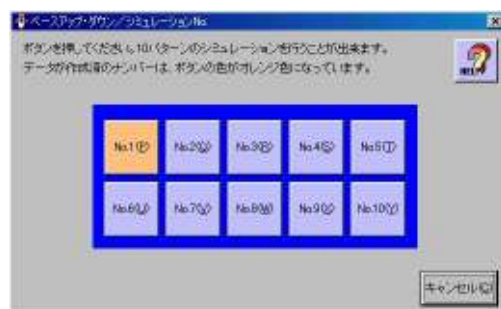 ベースアップ・ダウン／シミュレーションNo
ボタンを押してください。10パターンのシミュレーションを行うことが出来ます。
データが作成済のナンバーは、ボタンの色がオレンジ色になっています。
HELP
No.1(P) No.2(Q) No.3(R) No.4(S) No.5(T)
No.6(U) No.7(V) No.8(W) No.9(X) No.10(Y)
キャンセル(C)